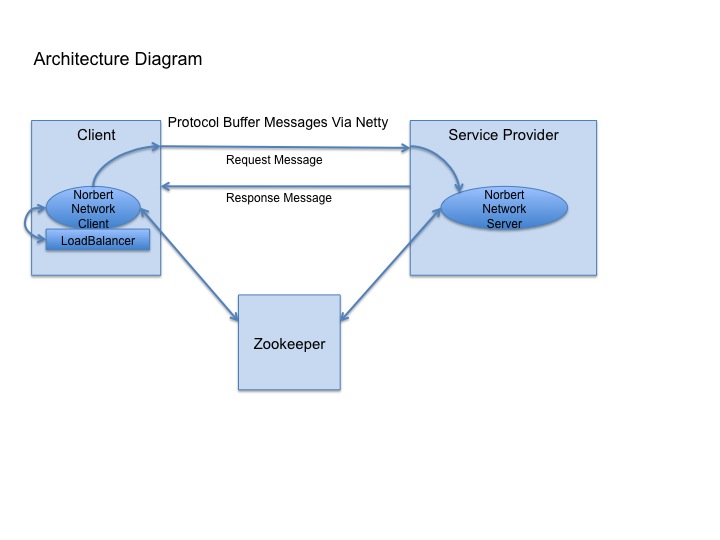 Architecture Diagram
Protocol Buffer Messages Via Netty
Client
Service Provider
Request Message
Response Message
Norbert
Network
Client
LoadBalancer
Norbert
Network
Server
Zookeeper